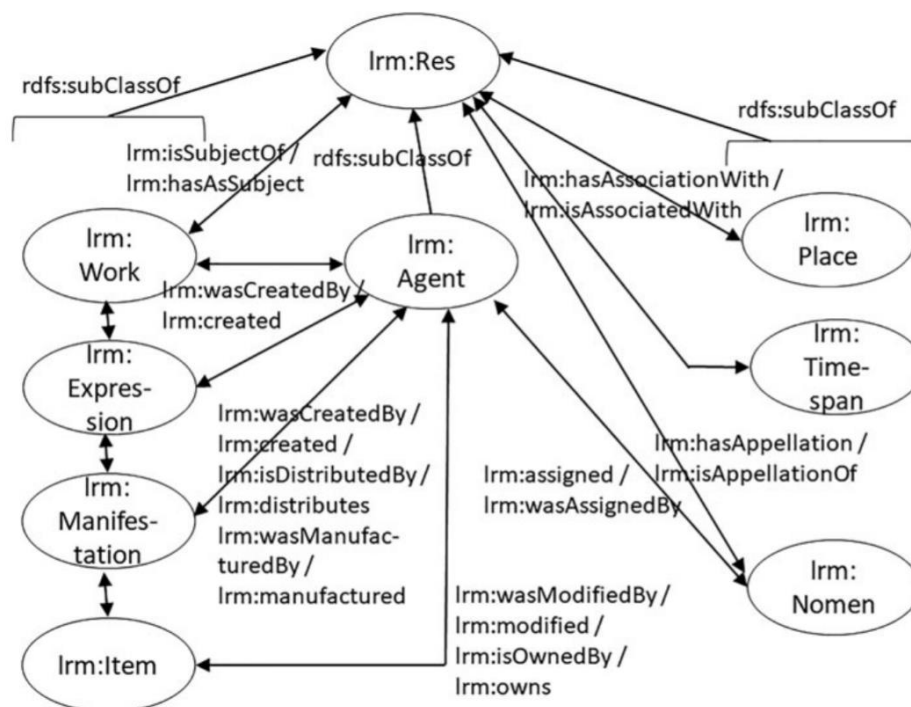 lrm:Res
rdfs:subClassOf
rdfs:subClassOf
lrm:isSubjectOf /
lrm:hasAsSubject
rdfs:subClassOf
lrm:hasAssociationWith /
lrm:isAssociatedWith
lrm:
Work
lrm:
Agent
lrm:
Place
lrm:wasCreatedBy /
lrm:created
lrm:
Expres-
sion
lrm:
Time-
span
lrm:wasCreatedBy /
lrm:created /
lrm:isDistributedBy /
lrm:distributes
lrm:wasManufac-
turedBy /
lrm:manufactured
lrm:hasAppellation /
lrm:isAppellationOf
lrm:assigned /
lrm:wasAssignedBy
lrm:
Manifes-
tation
lrm:
Nomen
lrm:wasModifiedBy /
lrm:modified /
lrm:isOwnedBy /
lrm:owns
lrm:Item